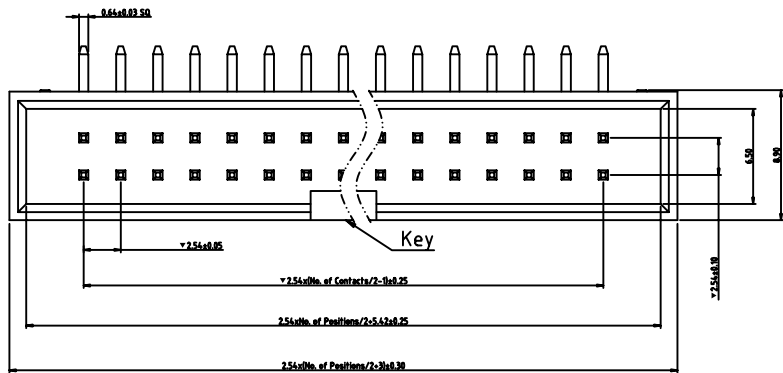 0.64±0.03 SQ
6.50
8.90
Key
▼2.54±0.05
▼2.54±0.10
▼2.54x(No. of Contacts/2-1)±0.25
2.54xNo. of Positions/2+5.42±0.25
2.54x(No. of Positions/2+3)±0.30